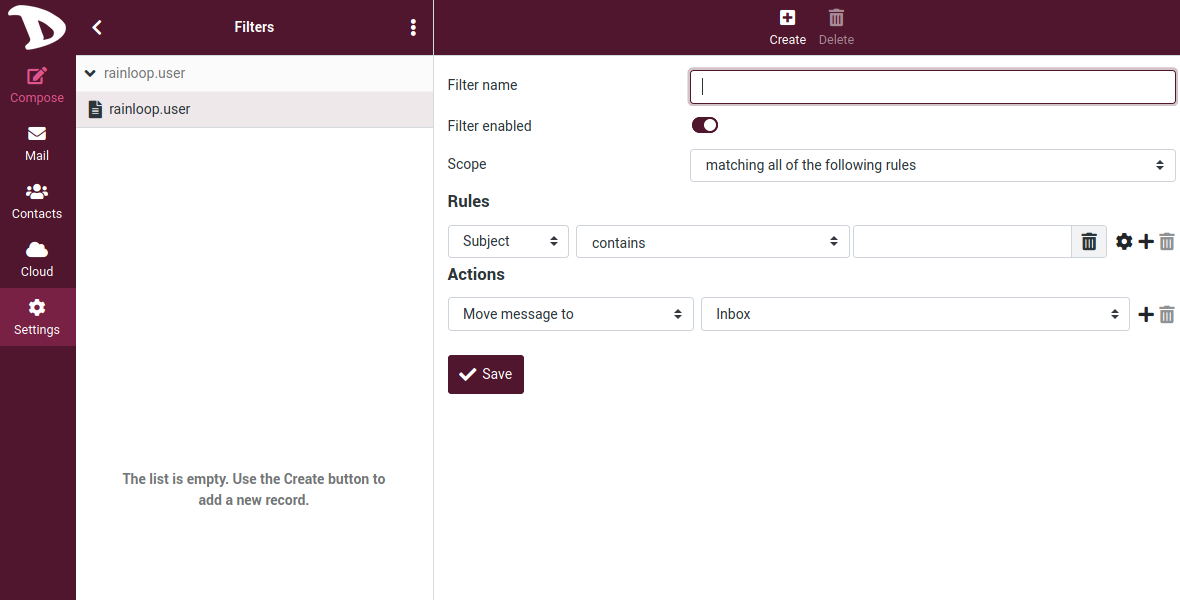 Filters
Create
Delete
Compose
Mail
Contacts
Cloud
Settings
rainloop.user
rainloop.user
The list is empty. Use the Create button to
add a new record.
Filter name
Filter enabled
Scope
matching all of the following rules
Rules
Subject
contains
Actions
Move message to
Inbox
Save